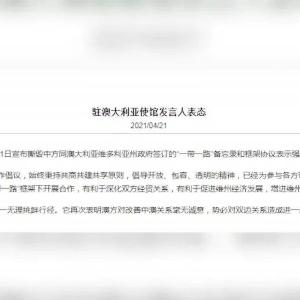 驻澳大利亚使馆发言人表态
2021/04/21
1日宣布撕毁中方同澳大利亚维多利亚州政府签订的“一带一路”备忘录和框架协议表示强
作倡议，始终秉持共商共建共享原则，倡导开放、包容、透明的精神，已经为参与各方带
一路”框架下开展合作，有利于深化双方经贸关系，有利于促进维州经济发展，增进维州
一无理挑衅行径。它再次表明澳方对改善中澳关系毫无诚意，势必对双边关系造成进一